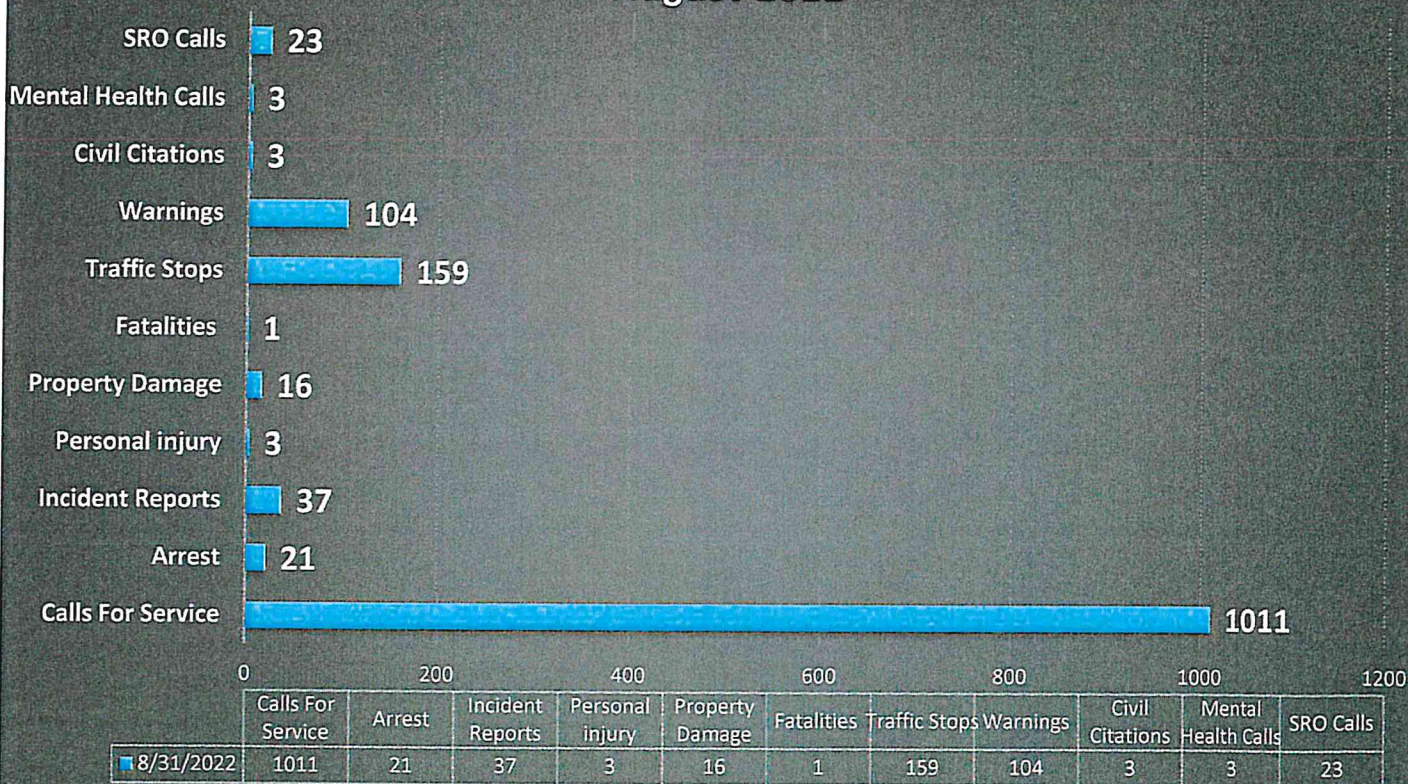 SRO Calls 23
Mental Health Calls 3
Civil Citations 3
Warnings 104
Traffic Stops 159
Fatalities 1
Property Damage 16
Personal injury 3
Incident Reports 37
Arrest 21
Calls For Service 1011
0 200 400 600 800 1000 1200
Calls For Service Arrest Incident Reports Personal injury Property Damage Fatalities Traffic Stops Warnings Civil Citations Mental Health Calls SRO Calls
8/31/2022 1011 21 37 3 16 1 159 104 3 3 23